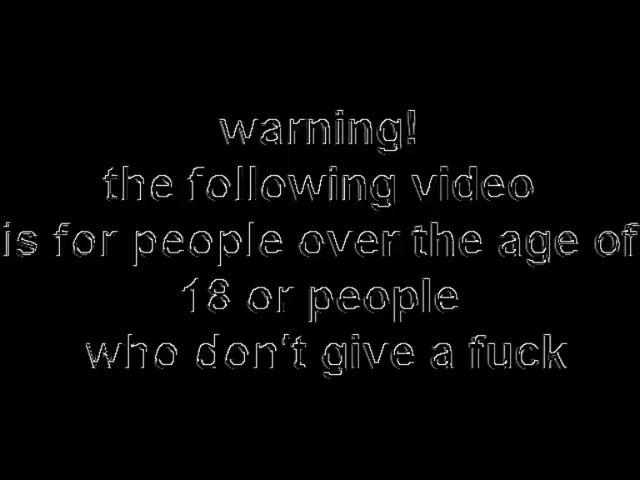 warning!
the following video
is for people over the age of
18 or people
who don't give a fuck